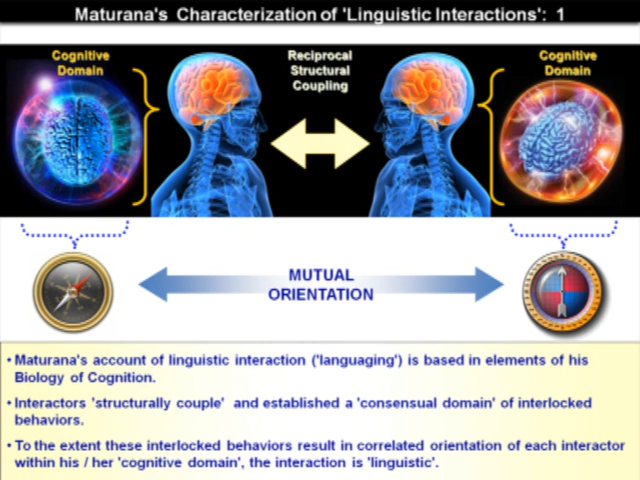 Maturana's Characterization of 'Linguistic Interactions': 1
Cognitive
Domain
Reciprocal
Structural
Coupling
Cognitive
Domain
MUTUAL
ORIENTATION
• Maturana's account of linguistic interaction ('languaging') is based in elements of his
Biology of Cognition.
• Interactors 'structurally couple' and established a 'consensual domain' of interlocked
behaviors.
• To the extent these interlocked behaviors result in correlated orientation of each interactor
within his / her 'cognitive domain', the interaction is 'linguistic'.